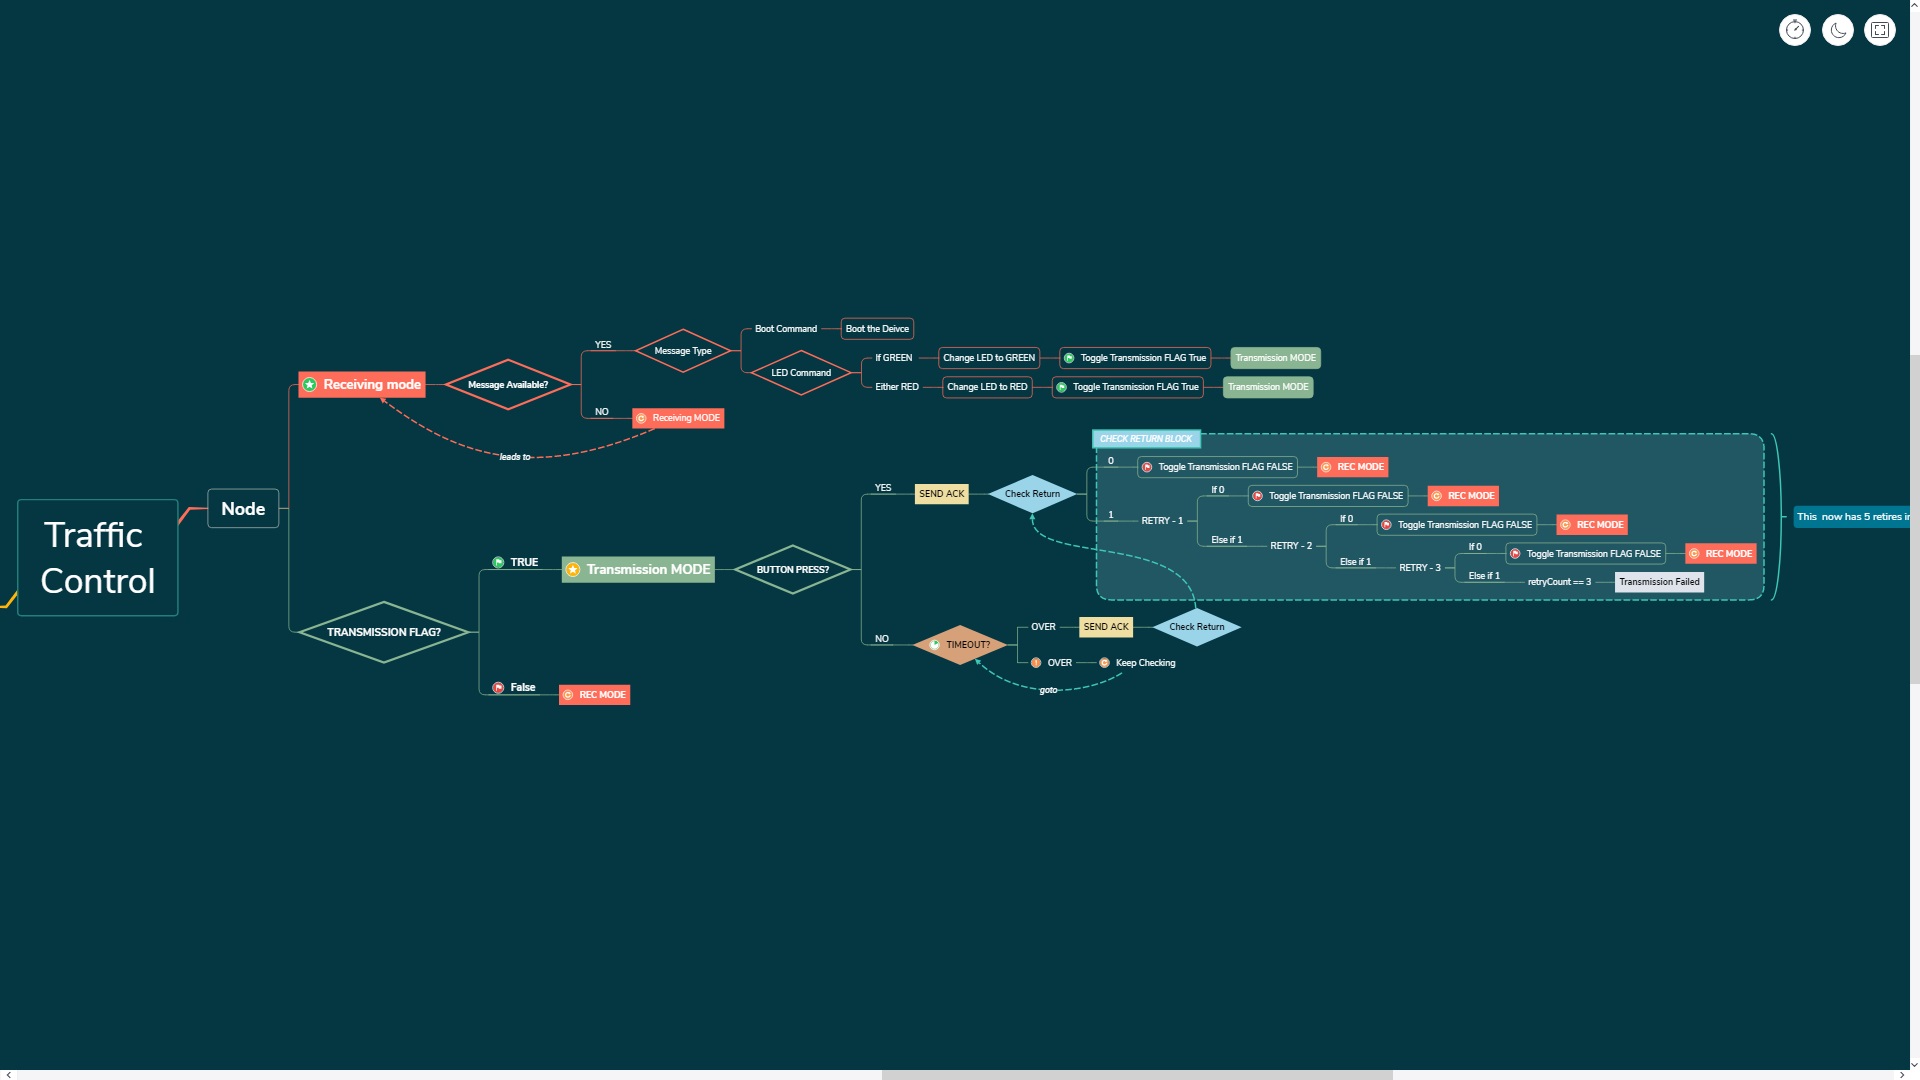 Traffic
Control
Node
Receiving mode
Message Available?
YES
Message Type
Boot Command
Boot the Deivce
LED Command
If GREEN
Change LED to GREEN
Toggle Transmission FLAG True
Transmission MODE
Either RED
Change LED to RED
Toggle Transmission FLAG True
Transmission MODE
NO
Receiving MODE
leads to
TRANSMISSION FLAG?
TRUE
Transmission MODE
BUTTON PRESS?
YES
SEND ACK
Check Return
CHECK RETURN BLOCK
0
Toggle Transmission FLAG FALSE
REC MODE
1
RETRY - 1
If 0
Toggle Transmission FLAG FALSE
REC MODE
Else if 1
RETRY - 2
If 0
Toggle Transmission FLAG FALSE
REC MODE
Else if 1
RETRY - 3
If 0
Toggle Transmission FLAG FALSE
REC MODE
Else if 1
retryCount == 3
Transmission Failed
This now has 5 retires in
NO
TIMEOUT?
OVER
SEND ACK
Check Return
OVER
Keep Checking
goto
False
REC MODE